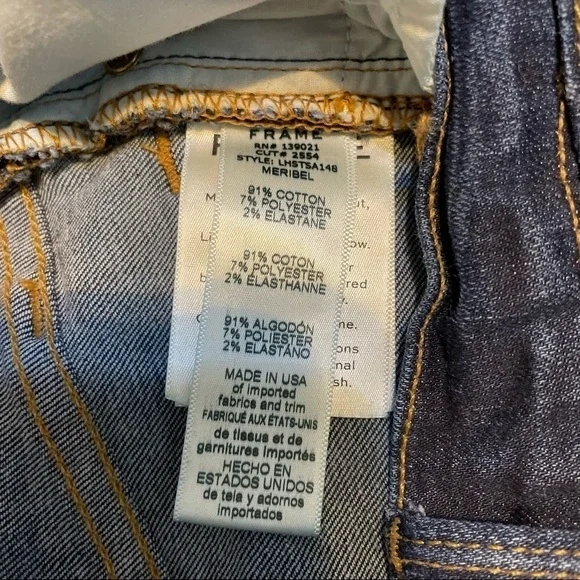 FRAME
RN# 139021
CUT# 2554
STYLE: LHSTSA148
MERIBEL
91% COTTON
7% POLYESTER
2% ELASTANE
91% COTON
7% POLYESTER
2% ÉLASTHANNE
91% ALGODÓN
7% POLIESTER
2% ELASTANO
MADE IN USA
of imported
fabrics and trim
FABRIQUÉ AUX ÉTATS-UNIS
de tissus et de
garnitures importés
HECHO EN
ESTADOS UNIDOS
de tela y adornos
importados